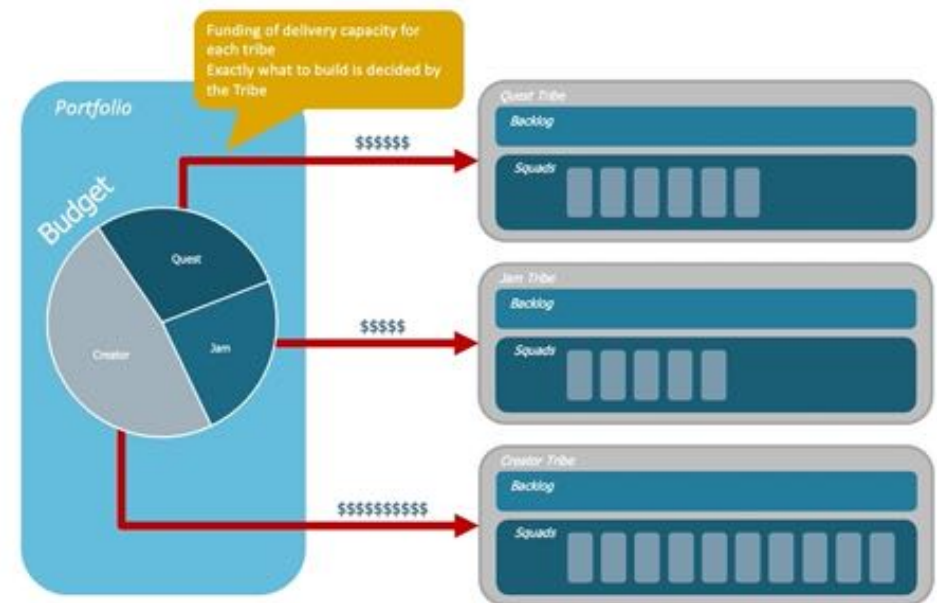 Funding of delivery capacity for
each tribe
Exactly what to build is decided by
the Tribe
Portfolio
Budget
Quest
Jam
Creator
$$$$$$
$$$$$
$$$$$$$$$$
Quest Tribe
Backlog
Squads
Jam Tribe
Backlog
Squads
Creator Tribe
Backlog
Squads